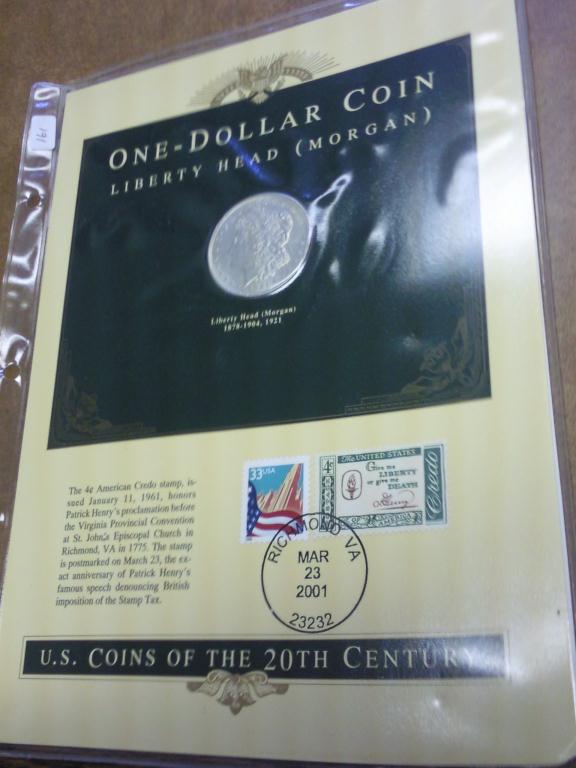 161
ONE-DOLLAR COIN
LIBERTY HEAD (MORGAN)
Liberty Head (Morgan)
1878-1904, 1921
The 4¢ American Credo stamp, is-
sued January 11, 1961, honors
Patrick Henry's proclamation before
the Virginia Provincial Convention
at St. John's Episcopal Church in
Richmond, VA in 1775. The stamp
is postmarked on March 23, the ex-
act anniversary of Patrick Henry's
famous speech denouncing British
imposition of the Stamp Tax.
33USA
4¢
The UNITED STATES
Give me
LIBERTY
or give me
DEATH
Credo
OF
AMERICA
RICHMOND VA
MAR
23
2001
23232
U.S. COINS OF THE 20TH CENTURY